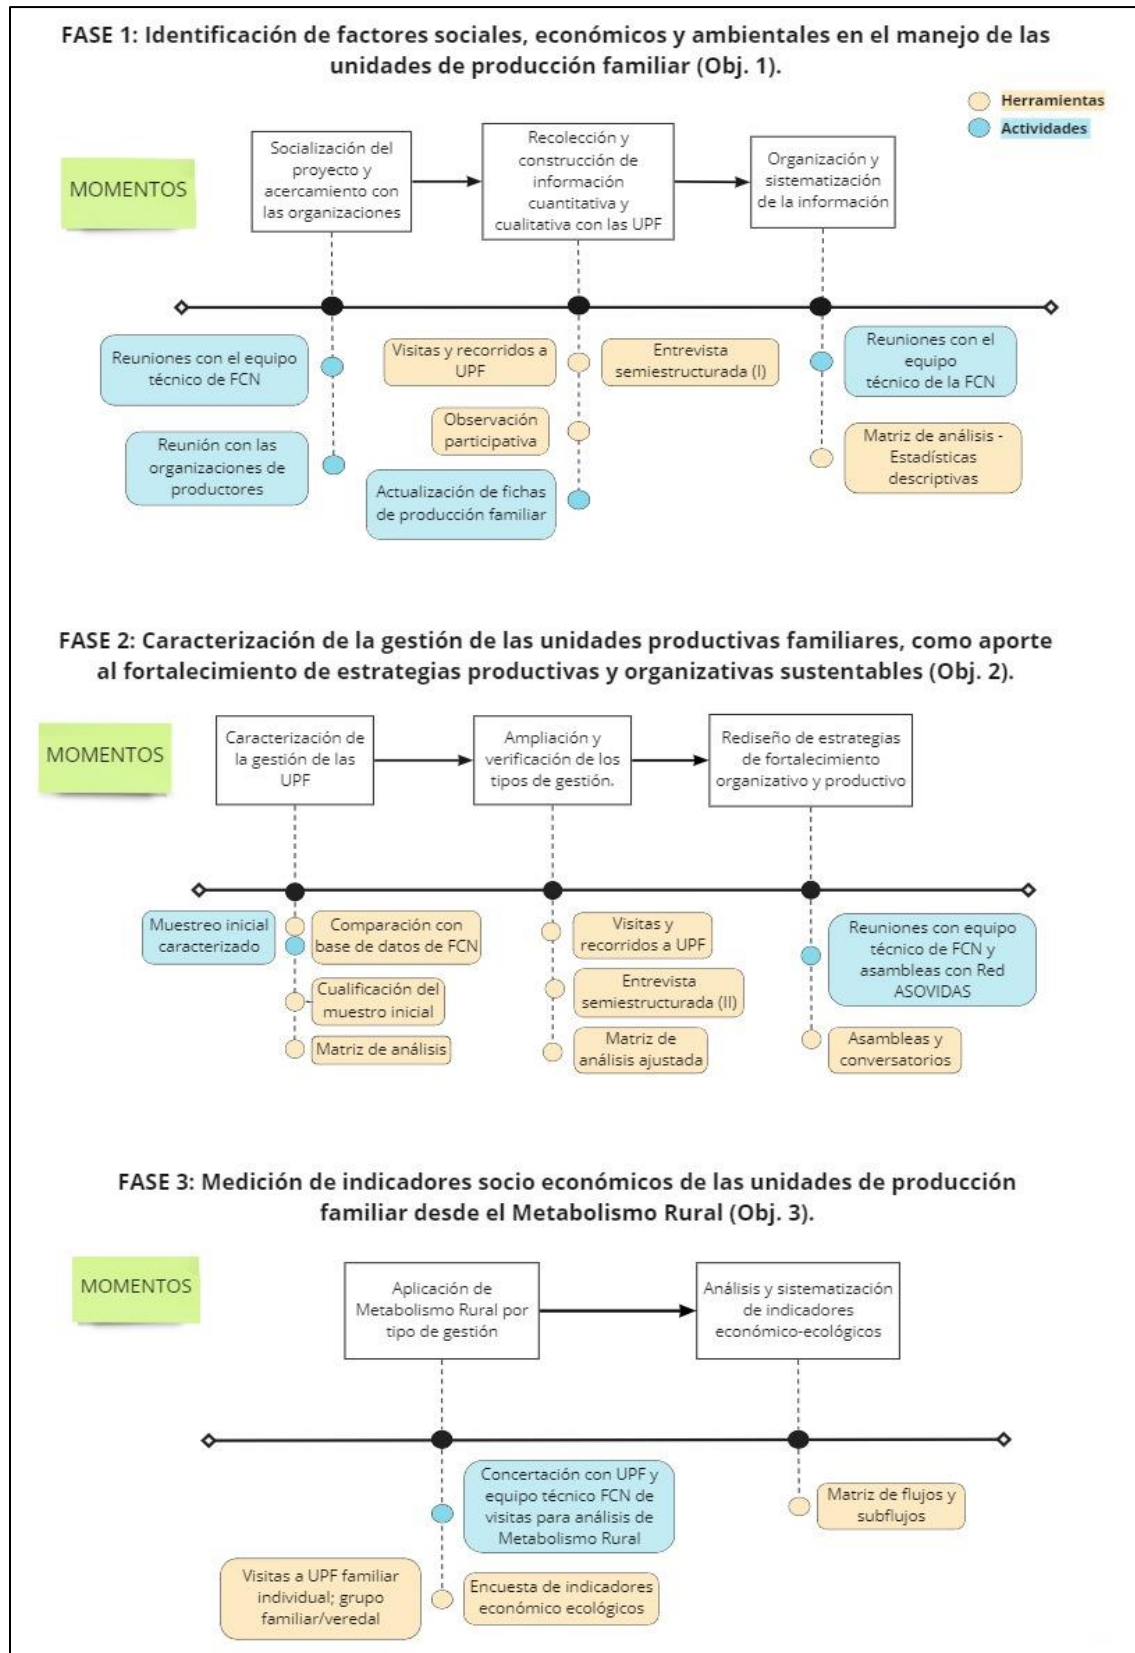 FASE 1: Identificación de factores sociales, económicos y ambientales en el manejo de las
unidades de producción familiar (Obj. 1).
Herramientas
Actividades
MOMENTOS
Socialización del
proyecto y
acercamiento con
las organizaciones
Recolección y
construcción de
información
cuantitativa y
cualitativa con las UPF
Organización y
sistematización
de la información
Reuniones con el equipo
técnico de FCN
Reunión con las
organizaciones de
productores
Visitas y recorridos a
UPF
Entrevista
semiestructurada (I)
Observación
participativa
Actualización de fichas
de producción familiar
Reuniones con el
equipo
técnico de la FCN
Matriz de análisis -
Estadísticas
descriptivas
FASE 2: Caracterización de la gestión de las unidades productivas familiares, como aporte
al fortalecimiento de estrategias productivas y organizativas sustentables (Obj. 2).
MOMENTOS
Caracterización de
la gestión de las
UPF
Ampliación y
verificación de los
tipos de gestión.
Rediseño de estrategias
de fortalecimiento
organizativo y productivo
Muestreo inicial
caracterizado
Comparación con
base de datos de FCN
Cualificación del
muestro inicial
Matriz de análisis
Visitas y
recorridos a UPF
Entrevista
semiestructurada (II)
Matriz de
análisis ajustada
Reuniones con equipo
técnico de FCN y
asambleas con Red
ASOVIDAS
Asambleas y
conversatorios
FASE 3: Medición de indicadores socio económicos de las unidades de producción
familiar desde el Metabolismo Rural (Obj. 3).
MOMENTOS
Aplicación de
Metabolismo Rural por
tipo de gestión
Análisis y sistematización
de indicadores
económico-ecológicos
Concertación con UPF y
equipo técnico FCN de
visitas para análisis de
Metabolismo Rural
Visitas a UPF familiar
individual; grupo
familiar/veredal
Encuesta de indicadores
económico ecológicos
Matriz de flujos y
subflujos